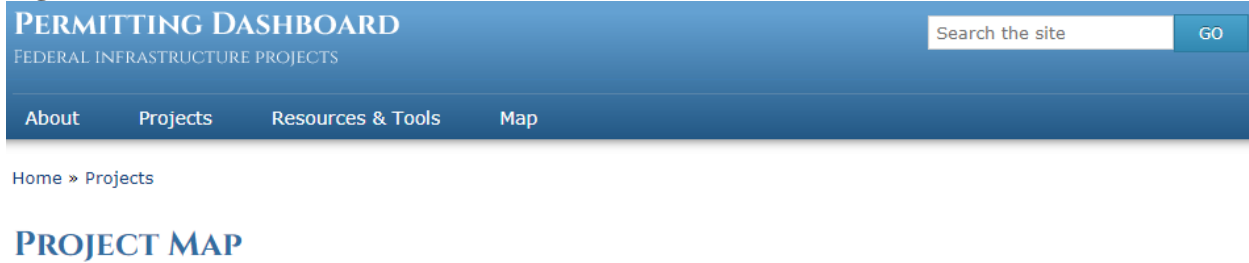 PERMITTING DASHBOARD
FEDERAL INFRASTRUCTURE PROJECTS
Search the site
GO
About Projects Resources & Tools Map
Home » Projects
PROJECT MAP